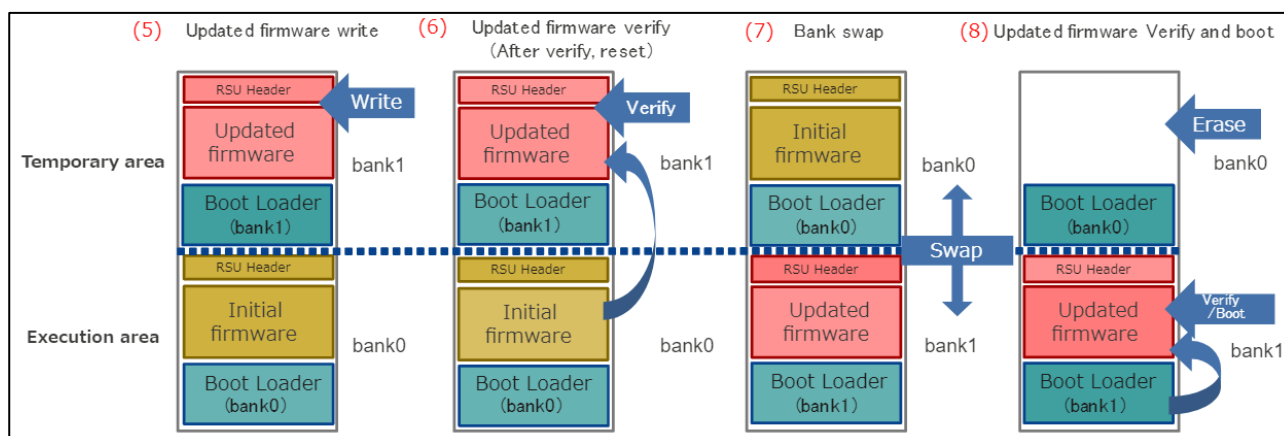 (5) Updated firmware write
(6) Updated firmware verify
(After verify, reset)
(7) Bank swap
(8) Updated firmware Verify and boot
Temporary area
Execution area
RSU Header
Write
Updated
firmware
bank1
Boot Loader
(bank1)
RSU Header
Initial
firmware
bank0
Boot Loader
(bank0)
RSU Header
Verify
Updated
firmware
bank1
Boot Loader
(bank1)
RSU Header
Initial
firmware
bank0
Boot Loader
(bank0)
RSU Header
Initial
firmware
bank0
Boot Loader
(bank0)
Swap
RSU Header
Updated
firmware
bank1
Boot Loader
(bank1)
Erase
bank0
Boot Loader
(bank0)
RSU Header
Updated
firmware
Verify
/Boot
bank1
Boot Loader
(bank1)